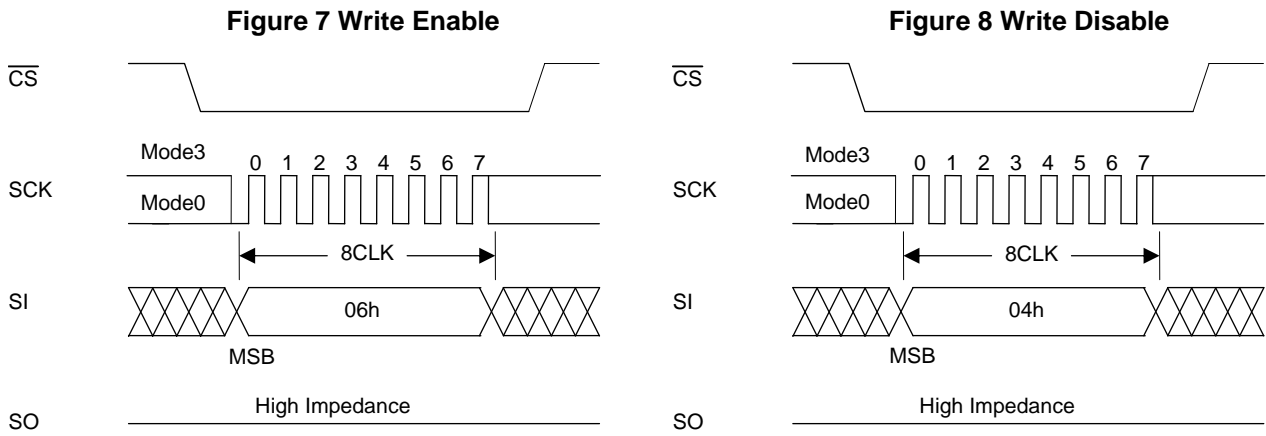 Figure 7 Write Enable
CS
Mode3
0 1 2 3 4 5 6 7
SCK
Mode0
8CLK
SI
06h
MSB
High Impedance
SO
Figure 8 Write Disable
CS
Mode3
0 1 2 3 4 5 6 7
SCK
Mode0
8CLK
SI
04h
MSB
High Impedance
SO